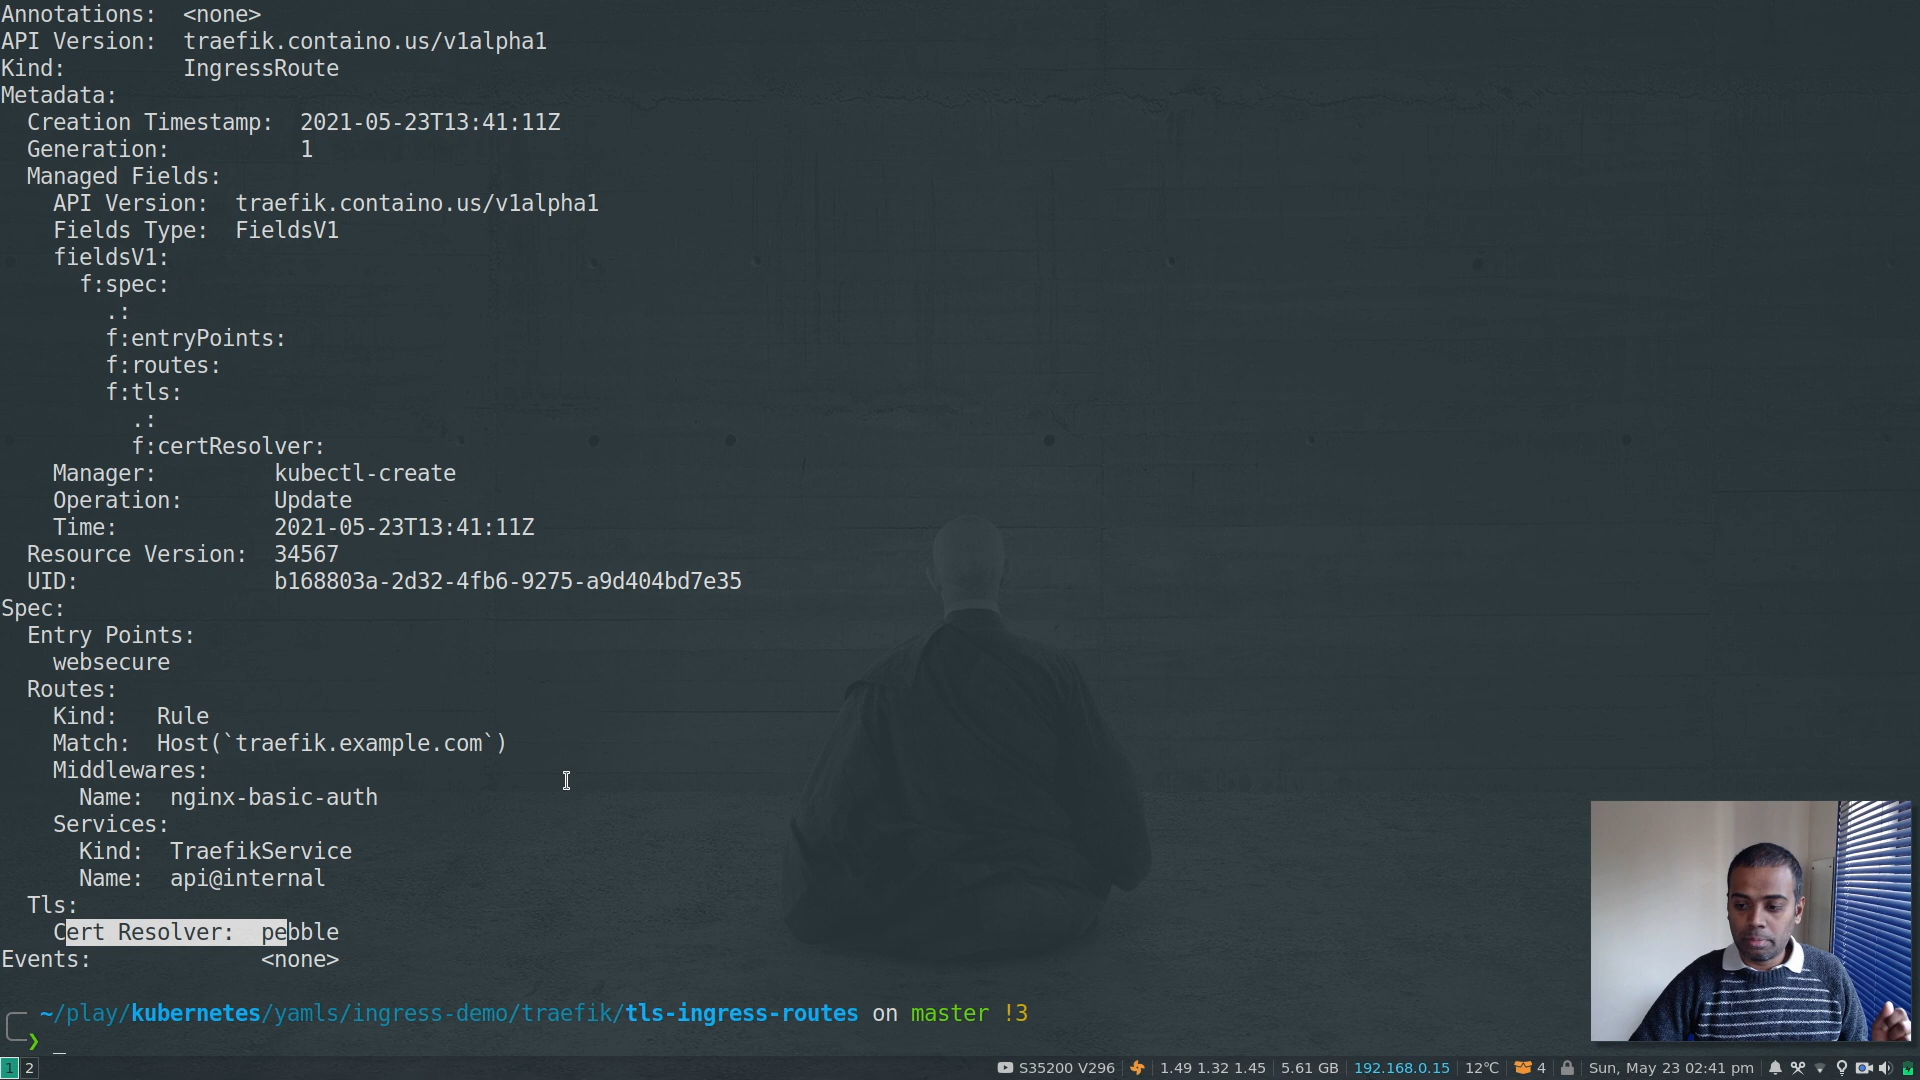 Annotations:  <none>
API Version:  traefik.containo.us/v1alpha1
Kind:         IngressRoute
Metadata:
  Creation Timestamp:  2021-05-23T13:41:11Z
  Generation:          1
  Managed Fields:
    API Version:  traefik.containo.us/v1alpha1
    Fields Type:  FieldsV1
    fieldsV1:
      f:spec:
        .:
        f:entryPoints:
        f:routes:
        f:tls:
          .:
          f:certResolver:
    Manager:         kubectl-create
    Operation:       Update
    Time:            2021-05-23T13:41:11Z
  Resource Version:  34567
  UID:               b168803a-2d32-4fb6-9275-a9d404bd7e35
Spec:
  Entry Points:
    websecure
  Routes:
    Kind:   Rule
    Match:  Host(`traefik.example.com`)
    Middlewares:
      Name:  nginx-basic-auth
    Services:
      Kind:  TraefikService
      Name:  api@internal
  Tls:
    Cert Resolver:  pebble
Events:             <none>
~/play/kubernetes/yamls/ingress-demo/traefik/tls-ingress-routes on master !3
❯ _
1 2 S35200 V296 1.49 1.32 1.45 5.61 GB 192.168.0.15 12°C 4 Sun, May 23 02:41 pm